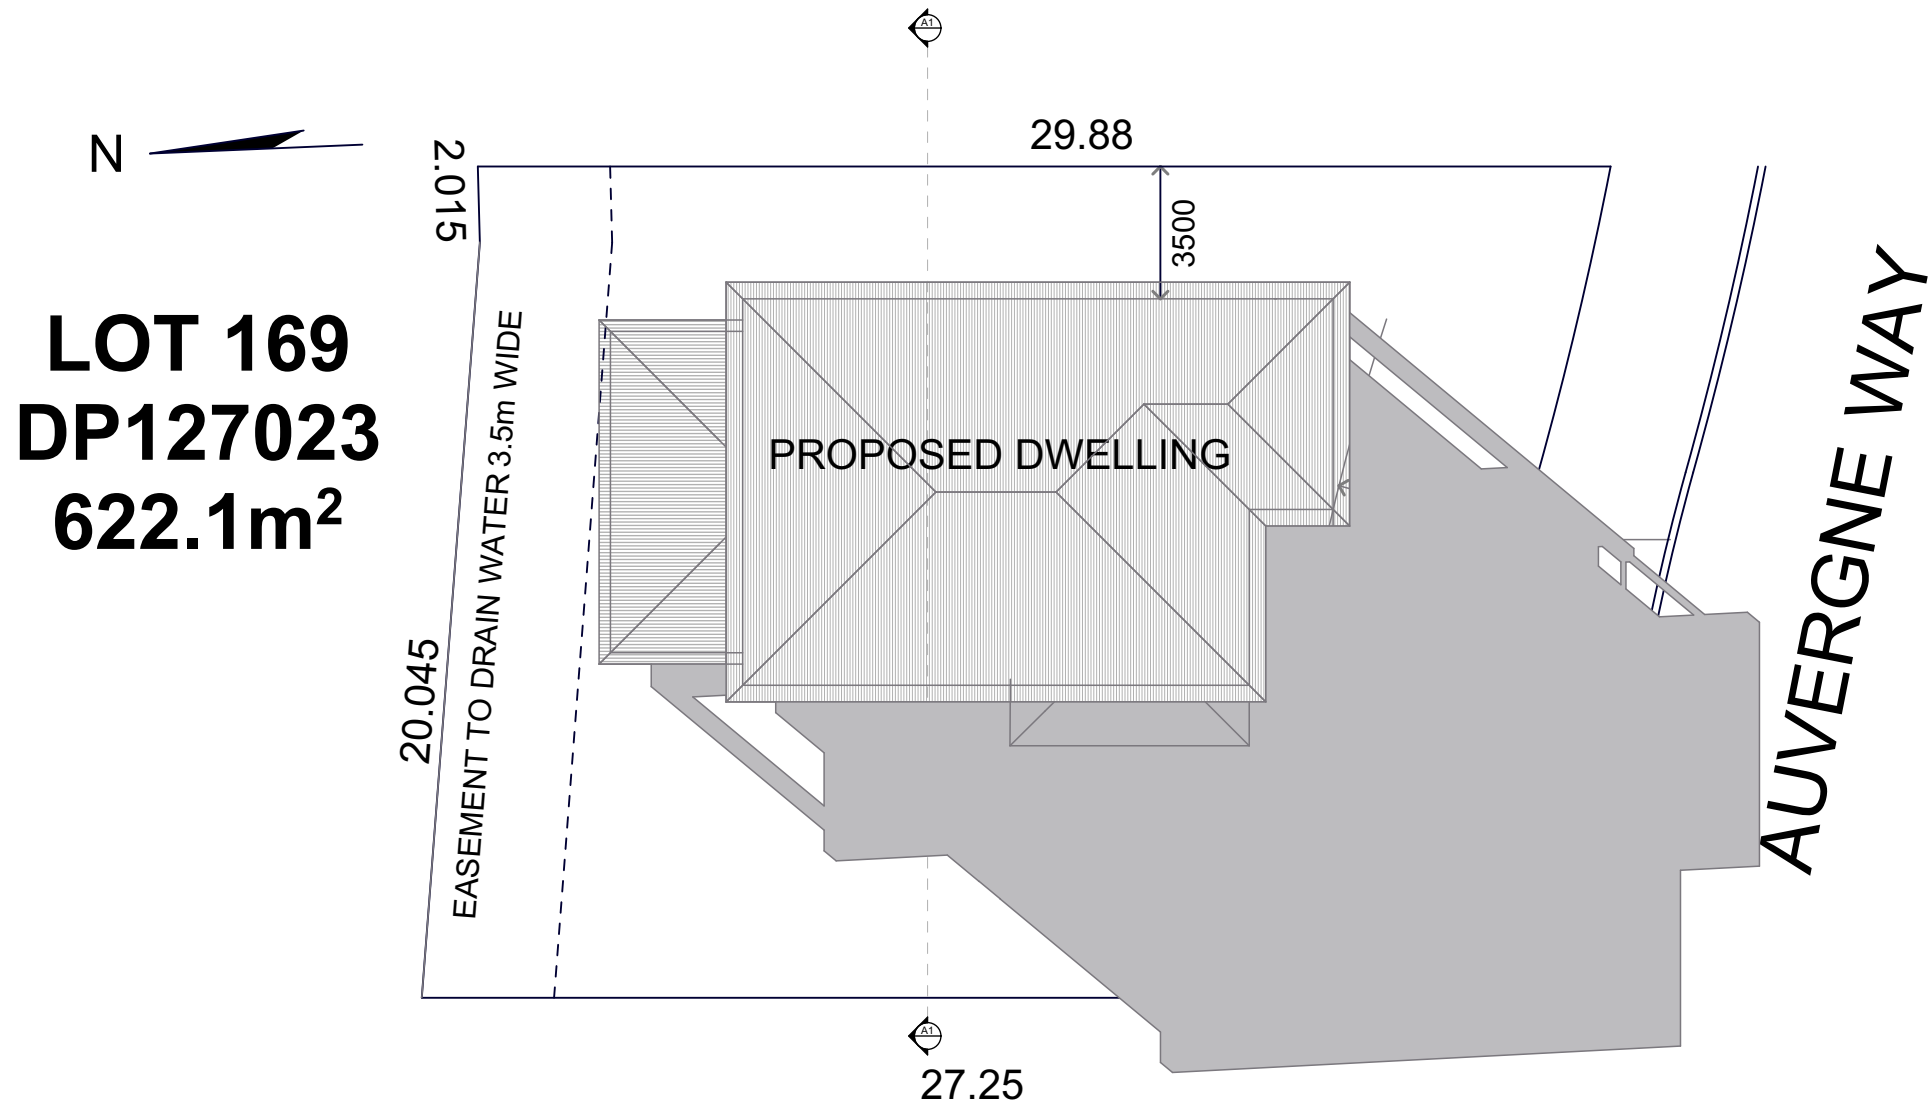 A1
29.88
N
2.015
3500
LOT 169
DP127023
622.1m²
EASEMENT TO DRAIN WATER 3.5m WIDE
PROPOSED DWELLING
AUVERGNE WAY
20.045
A1
27.25